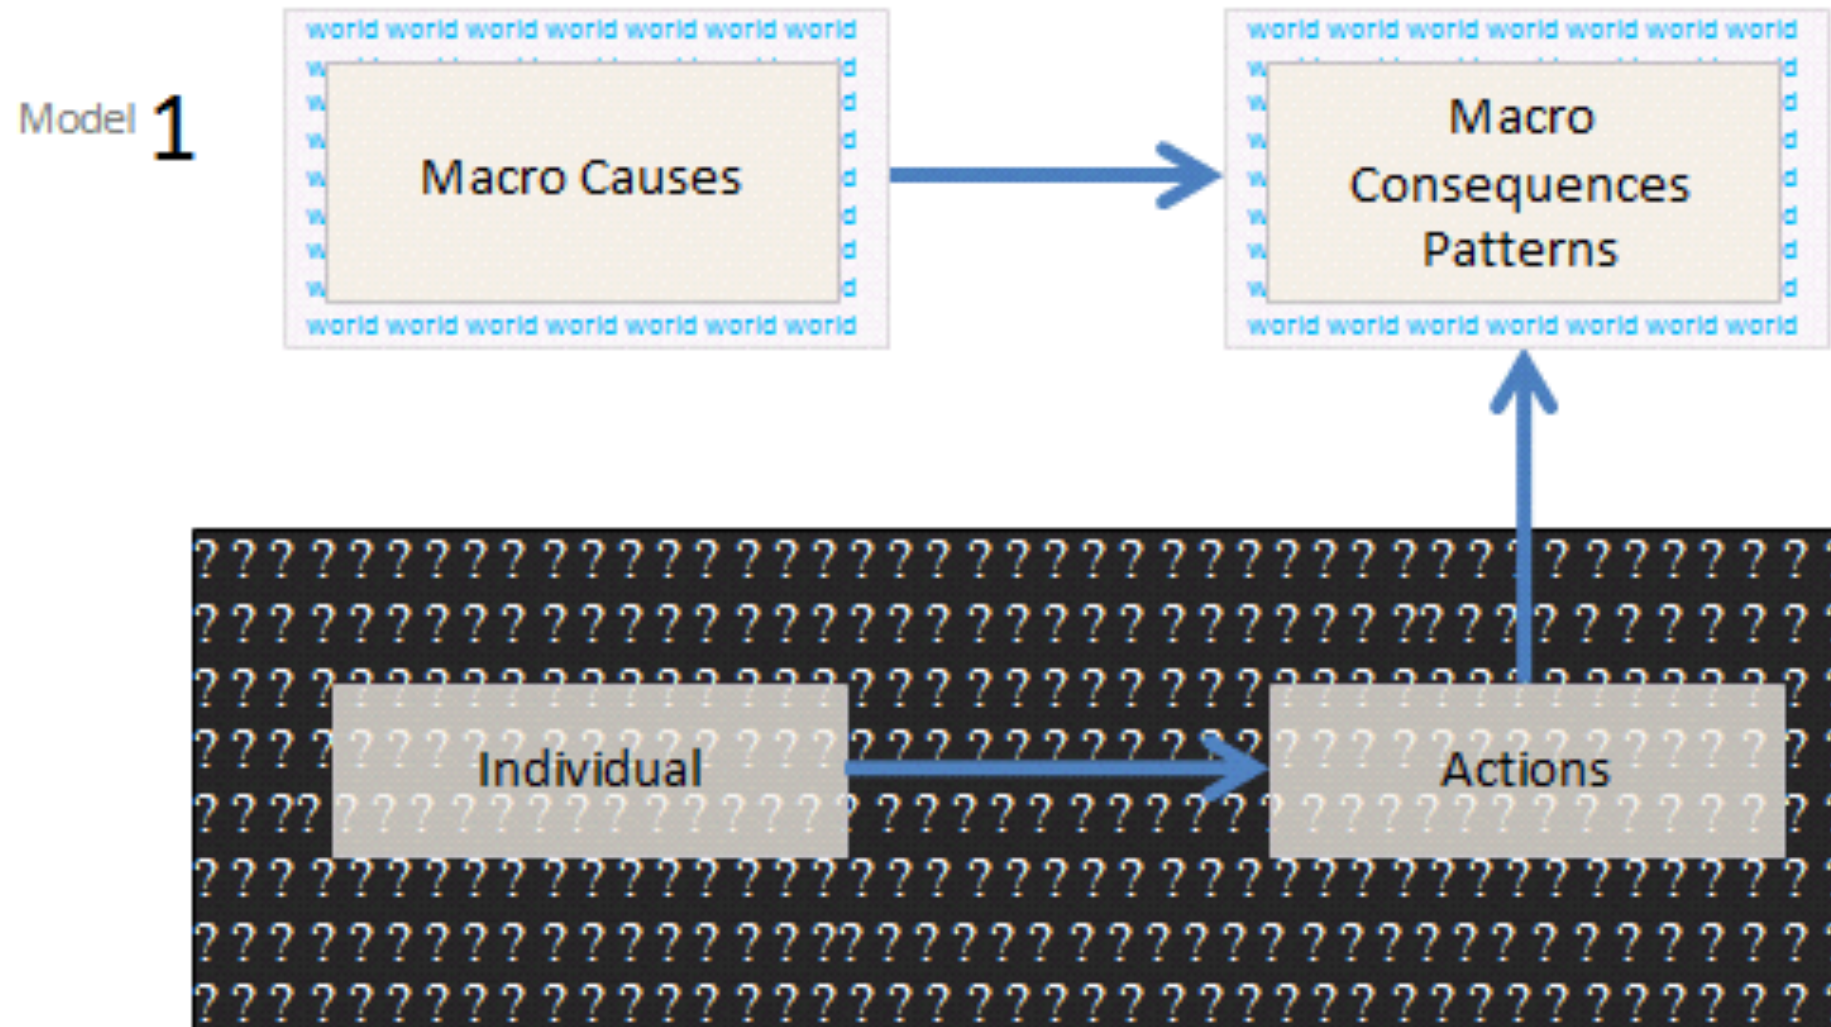 world world world world world world world
world world world world world world world
Model 1
Macro Causes
Macro
Consequences
Patterns
world world world world world world world
world world world world world world world
? ? ? ? ? ? ? ? ? ? ? ? ? ? ? ? ? ? ? ? ? ? ? ? ? ? ? ? ? ? ? ? ? ? ? ? ? ? ? ? ? ?
? ? ? ? ? ? ? ? ? ? ? ? ? ? ? ? ? ? ? ? ? ? ? ? ? ? ? ? ? ? ? ?? ? ? ? ? ? ? ? ? ?
? ? ? ? ? ? ? ? ? ? ? ? ? ? ? ? ? ? ? ? ? ? ? ? ? ? ? ? ? ? ? ? ? ? ? ? ? ? ? ? ? ?
Individual
Actions
? ? ?? ? ? ? ? ? ? ? ? ? ? ? ? ? ? ? ? ? ? ? ? ? ? ? ? ? ? ? ? ? ? ? ? ? ? ? ? ? ?
? ? ? ? ? ? ? ? ? ? ? ? ? ? ? ? ? ? ? ? ? ? ? ? ? ? ? ? ? ? ? ? ? ? ? ? ? ? ? ? ? ?
? ? ? ? ? ? ? ? ? ? ? ? ? ? ? ? ?? ? ? ? ? ? ? ? ? ? ? ? ? ? ? ? ? ? ? ? ? ? ? ? ?
? ? ? ? ? ? ? ? ? ? ? ? ? ? ? ? ? ? ? ? ? ? ? ? ? ? ? ? ? ? ? ? ? ? ? ? ? ? ? ? ? ?